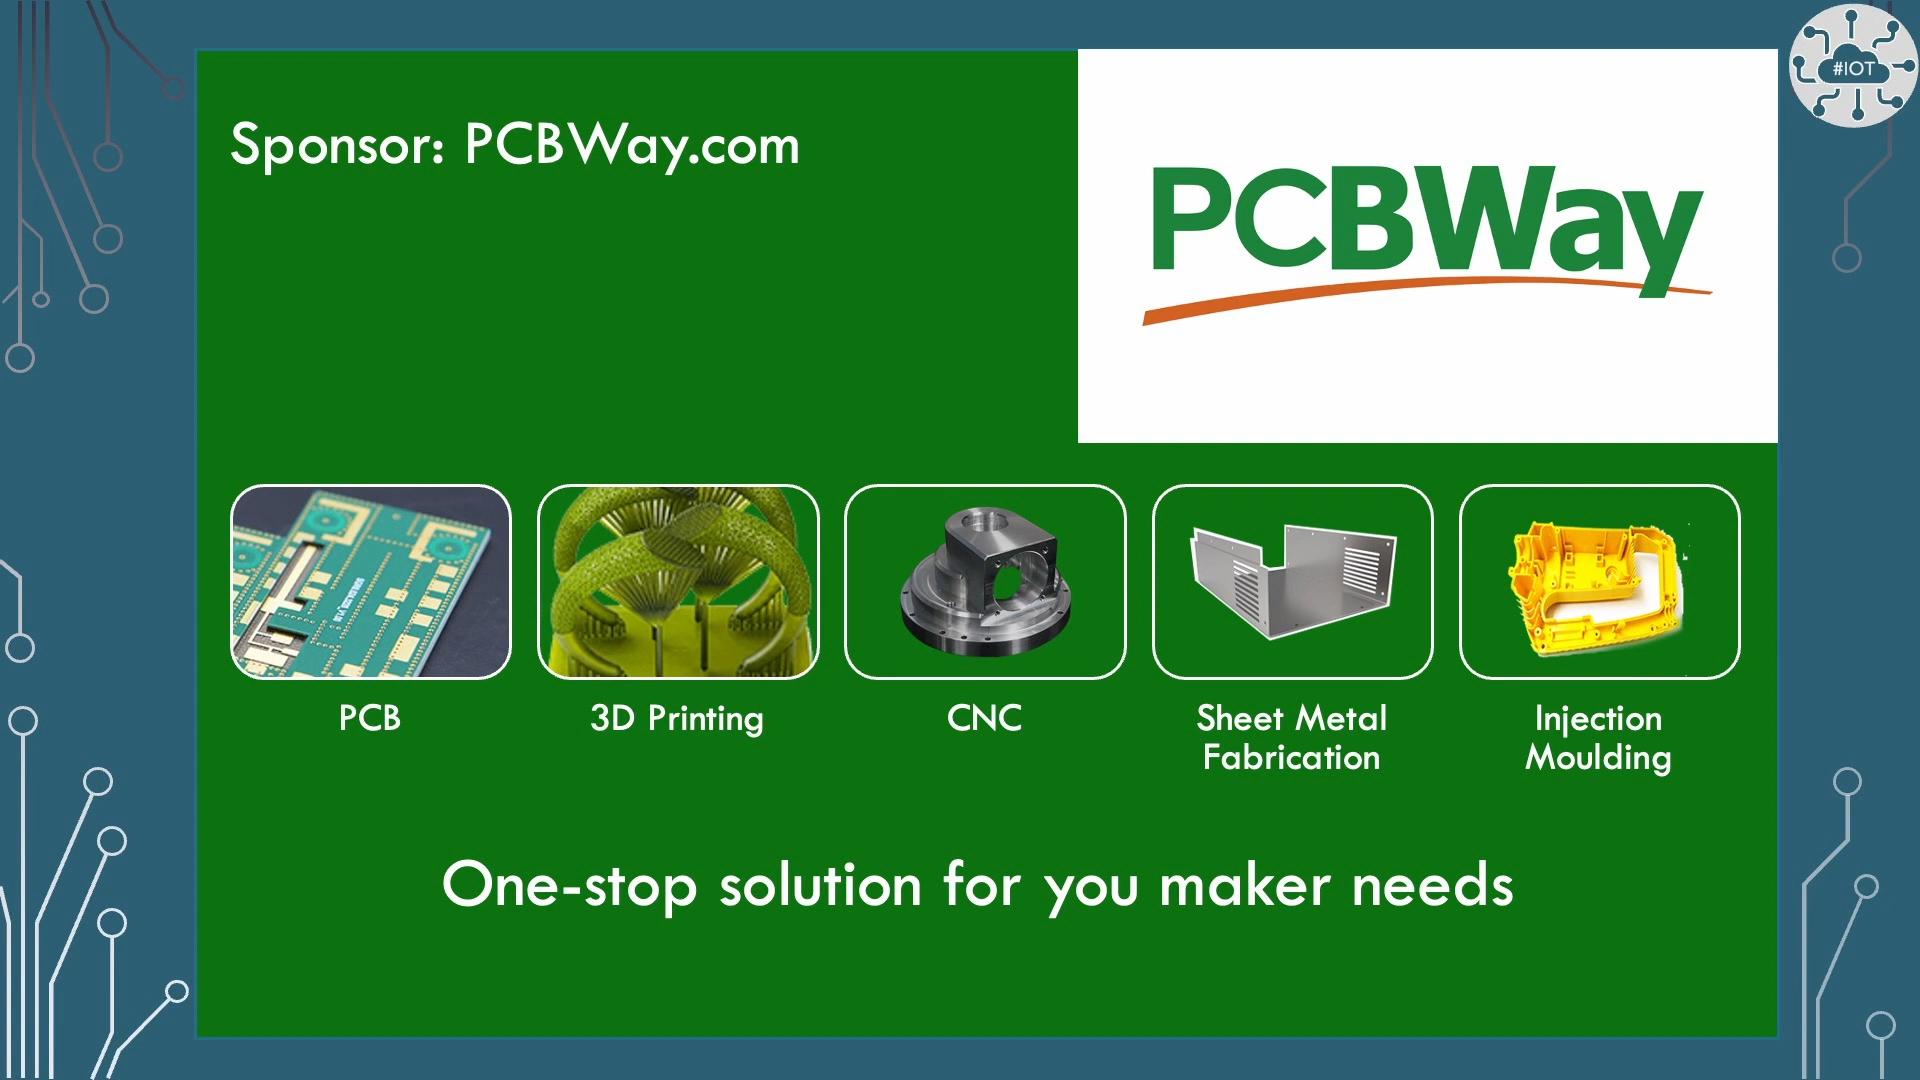 #IOT
Sponsor: PCBWay.com
PCBWay
PCB
3D Printing
CNC
Sheet Metal
Fabrication
Injection
Moulding
One-stop solution for you maker needs